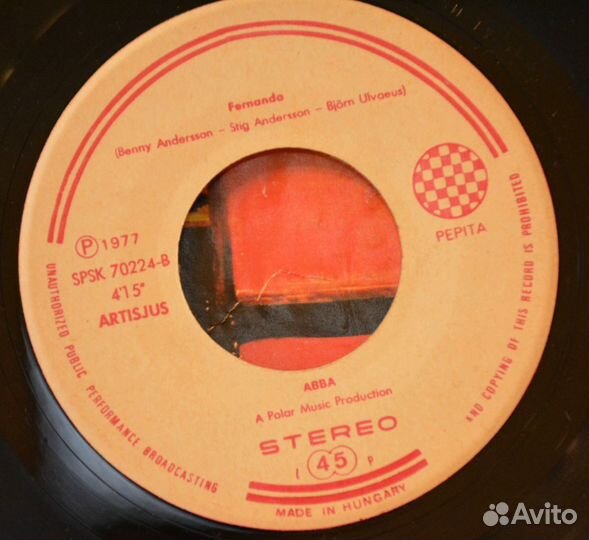 Fernando
(Benny Andersson – Stig Andersson – Björn Ulvaeus)
PEPITA
Ⓟ 1977
SPSK 70224-B
4'15"
ARTISJUS
ABBA
A Polar Music Production
STEREO
45
MADE IN HUNGARY
UNAUTHORIZED PUBLIC PERFORMANCE BROADCASTING
AND COPYING OF THIS RECORD IS PROHIBITED
Avito